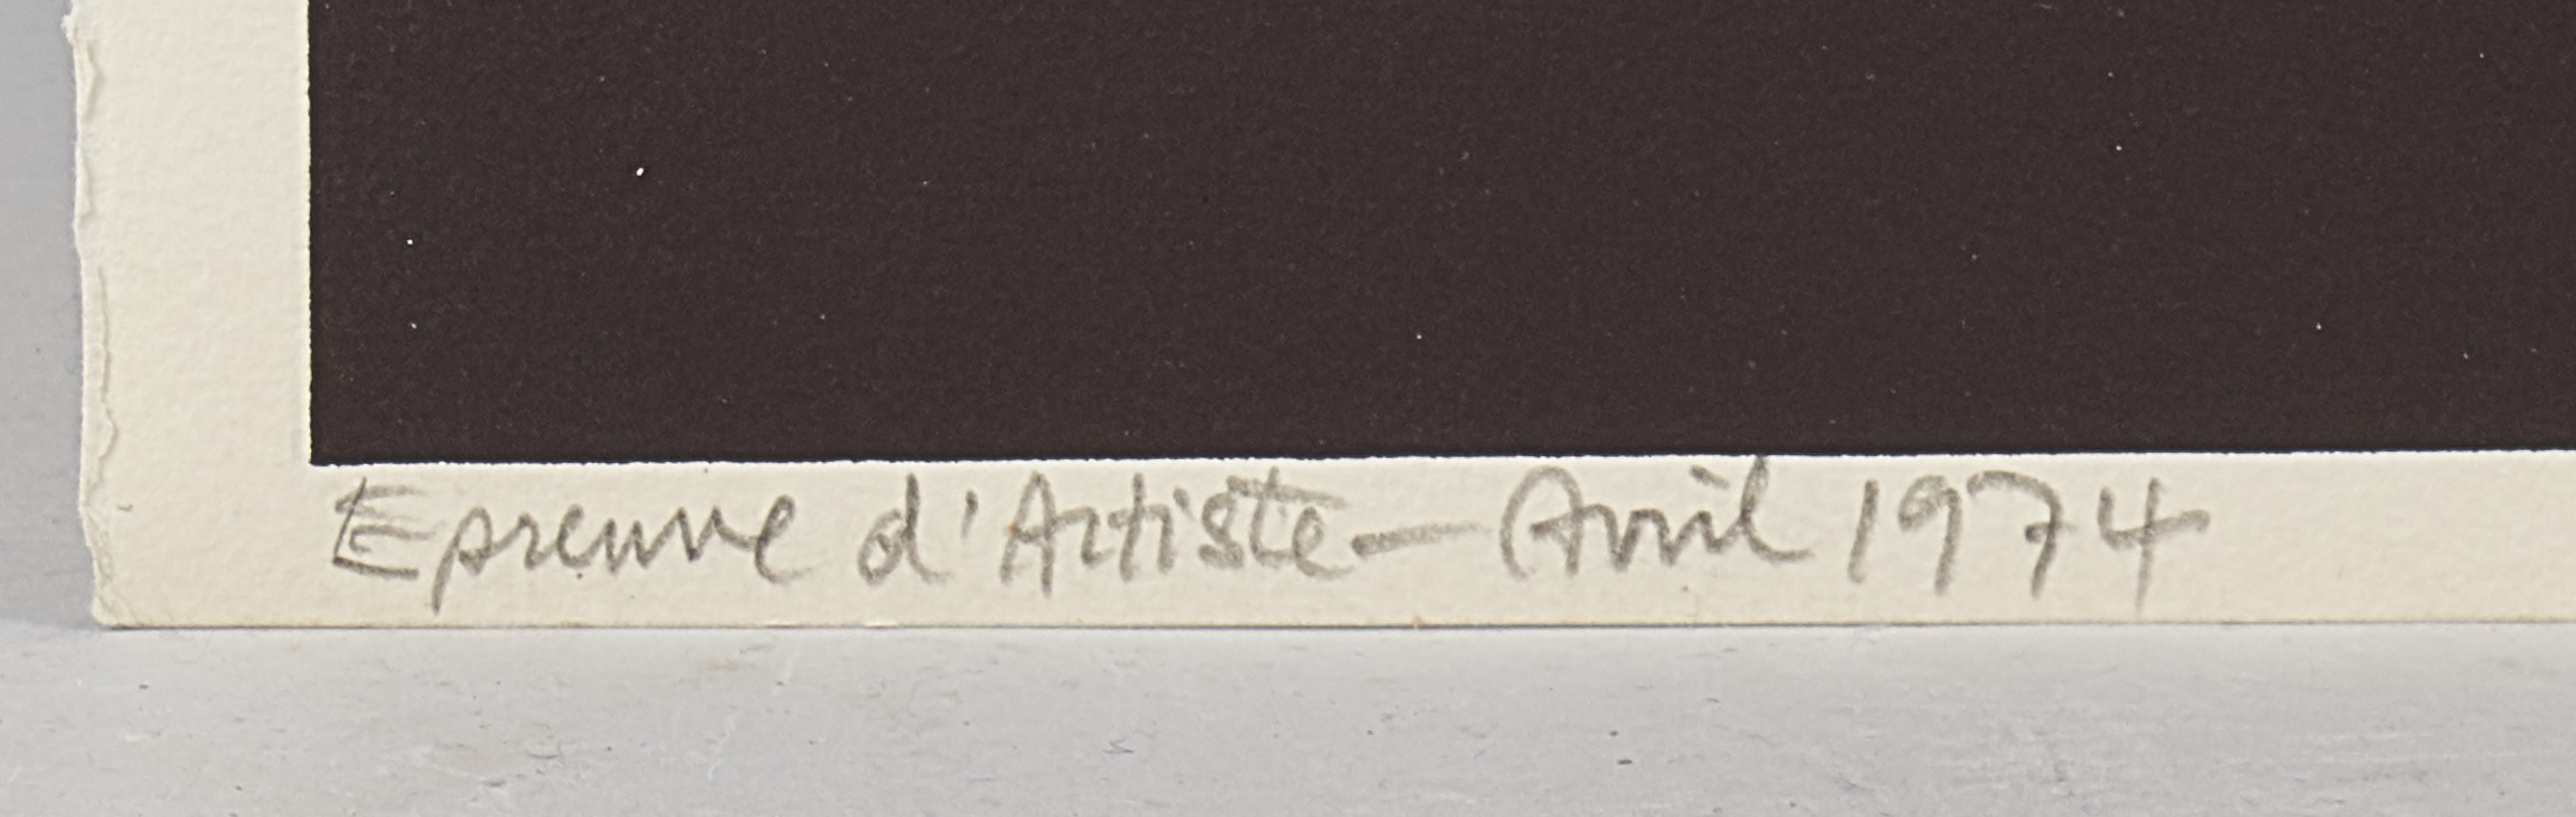 Epreuve d'Artiste — Avril 1974